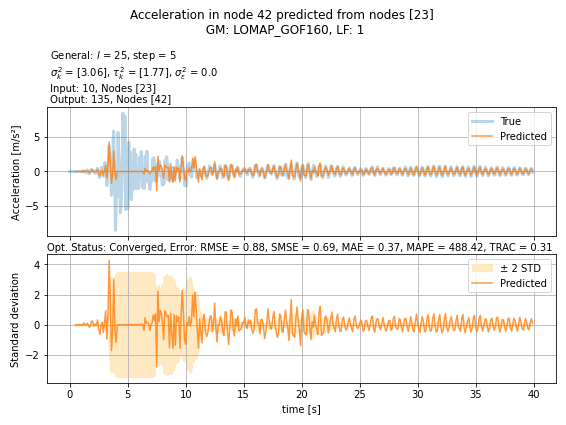 Acceleration in node 42 predicted from nodes [23]
GM: LOMAP_GOF160, LF: 1
General: l = 25, step = 5
σ²ₖ = [3.06], τ²ₖ = [1.77], σ²ε = 0.0
Input: 10, Nodes [23]
Output: 135, Nodes [42]
True
Predicted
Acceleration [m/s²]
5
0
−5
Opt. Status: Converged, Error: RMSE = 0.88, SMSE = 0.69, MAE = 0.37, MAPE = 488.42, TRAC = 0.31
± 2 STD
Predicted
Standard deviation
4
2
0
−2
0 5 10 15 20 25 30 35 40
time [s]